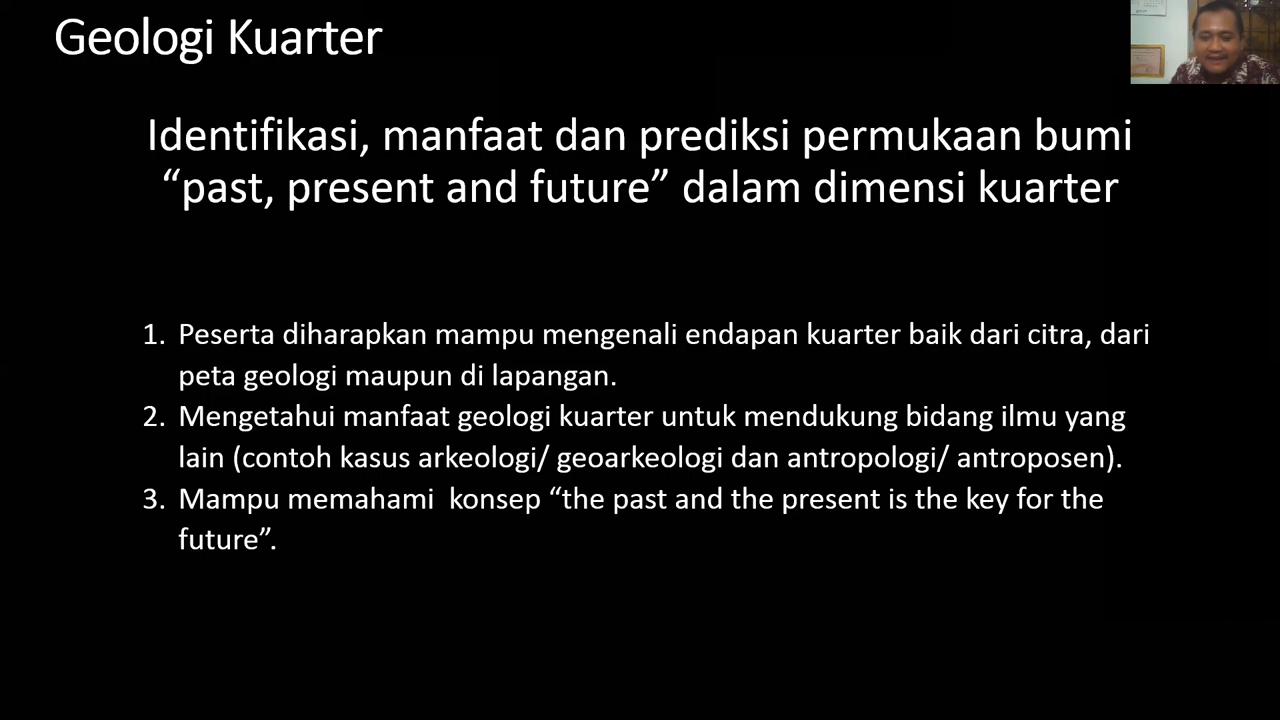 Geologi Kuarter
Identifikasi, manfaat dan prediksi permukaan bumi
“past, present and future” dalam dimensi kuarter
1. Peserta diharapkan mampu mengenali endapan kuarter baik dari citra, dari
peta geologi maupun di lapangan.
2. Mengetahui manfaat geologi kuarter untuk mendukung bidang ilmu yang
lain (contoh kasus arkeologi/ geoarkeologi dan antropologi/ antroposen).
3. Mampu memahami  konsep “the past and the present is the key for the
future”.